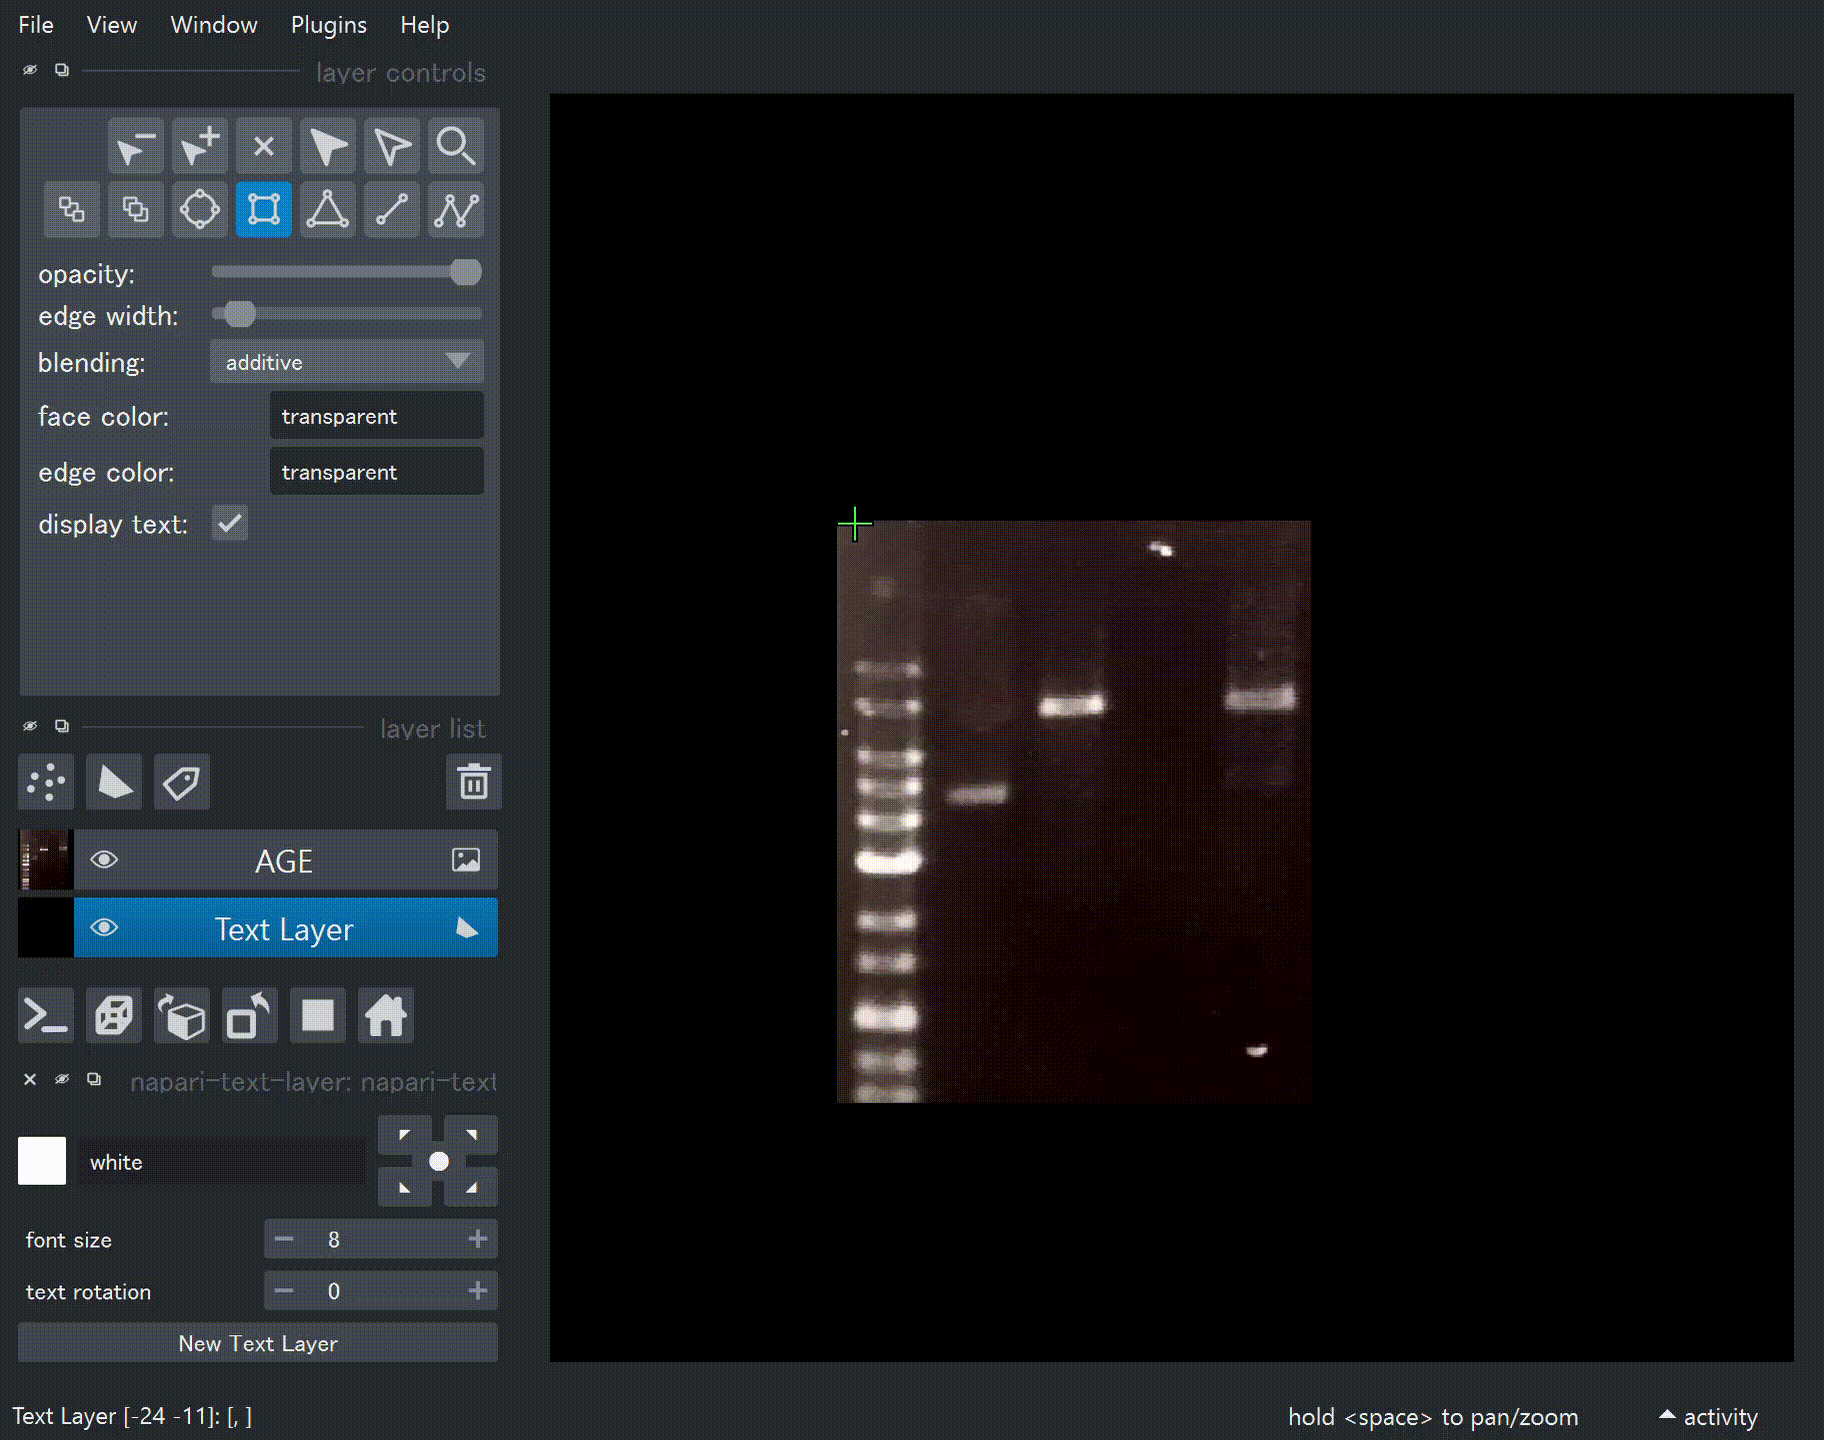 File View Window Plugins Help
layer controls
opacity:
edge width:
blending: additive
face color: transparent
edge color: transparent
display text:
layer list
AGE
Text Layer
napari-text-layer: napari-text
white
font size 8
text rotation 0
New Text Layer
Text Layer [-24 -11]: [, ] hold <space> to pan/zoom activity